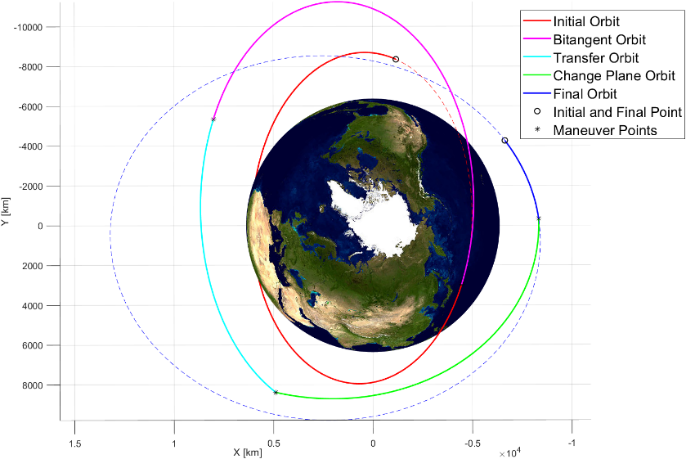 Initial Orbit
Bitangent Orbit
Transfer Orbit
Change Plane Orbit
Final Orbit
Initial and Final Point
Maneuver Points
-10000
-8000
-6000
-4000
-2000
0
2000
4000
6000
8000
Y [km]
1.5
1
0.5
0
-0.5
-1
X [km]
×10⁴